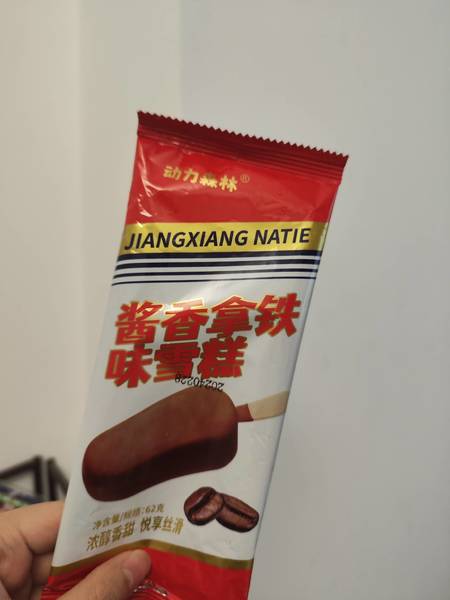 动力森林®
JIANGXIANG NATIE
酱香拿铁
味雪糕
20240228
净含量/规格:62克
浓醇香甜 悦享丝滑